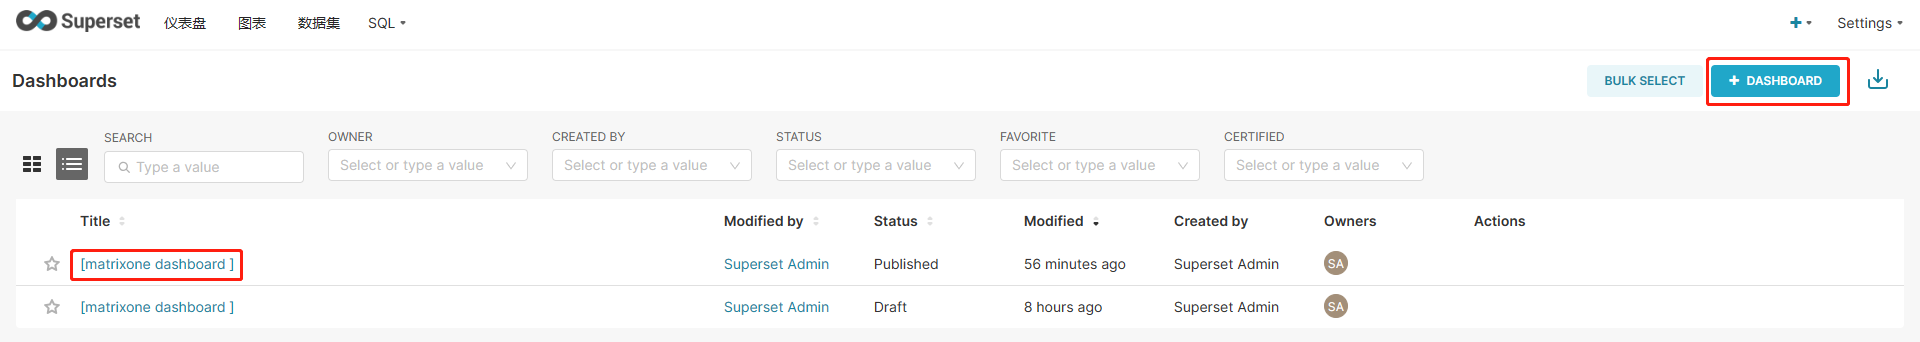 Superset 仪表盘 图表 数据集 SQL Settings
Dashboards BULK SELECT + DASHBOARD
SEARCH OWNER CREATED BY STATUS FAVORITE CERTIFIED
Type a value Select or type a value Select or type a value Select or type a value Select or type a value Select or type a value
Title Modified by Status Modified Created by Owners Actions
[matrixone dashboard ] Superset Admin Published 56 minutes ago Superset Admin SA
[matrixone dashboard ] Superset Admin Draft 8 hours ago Superset Admin SA